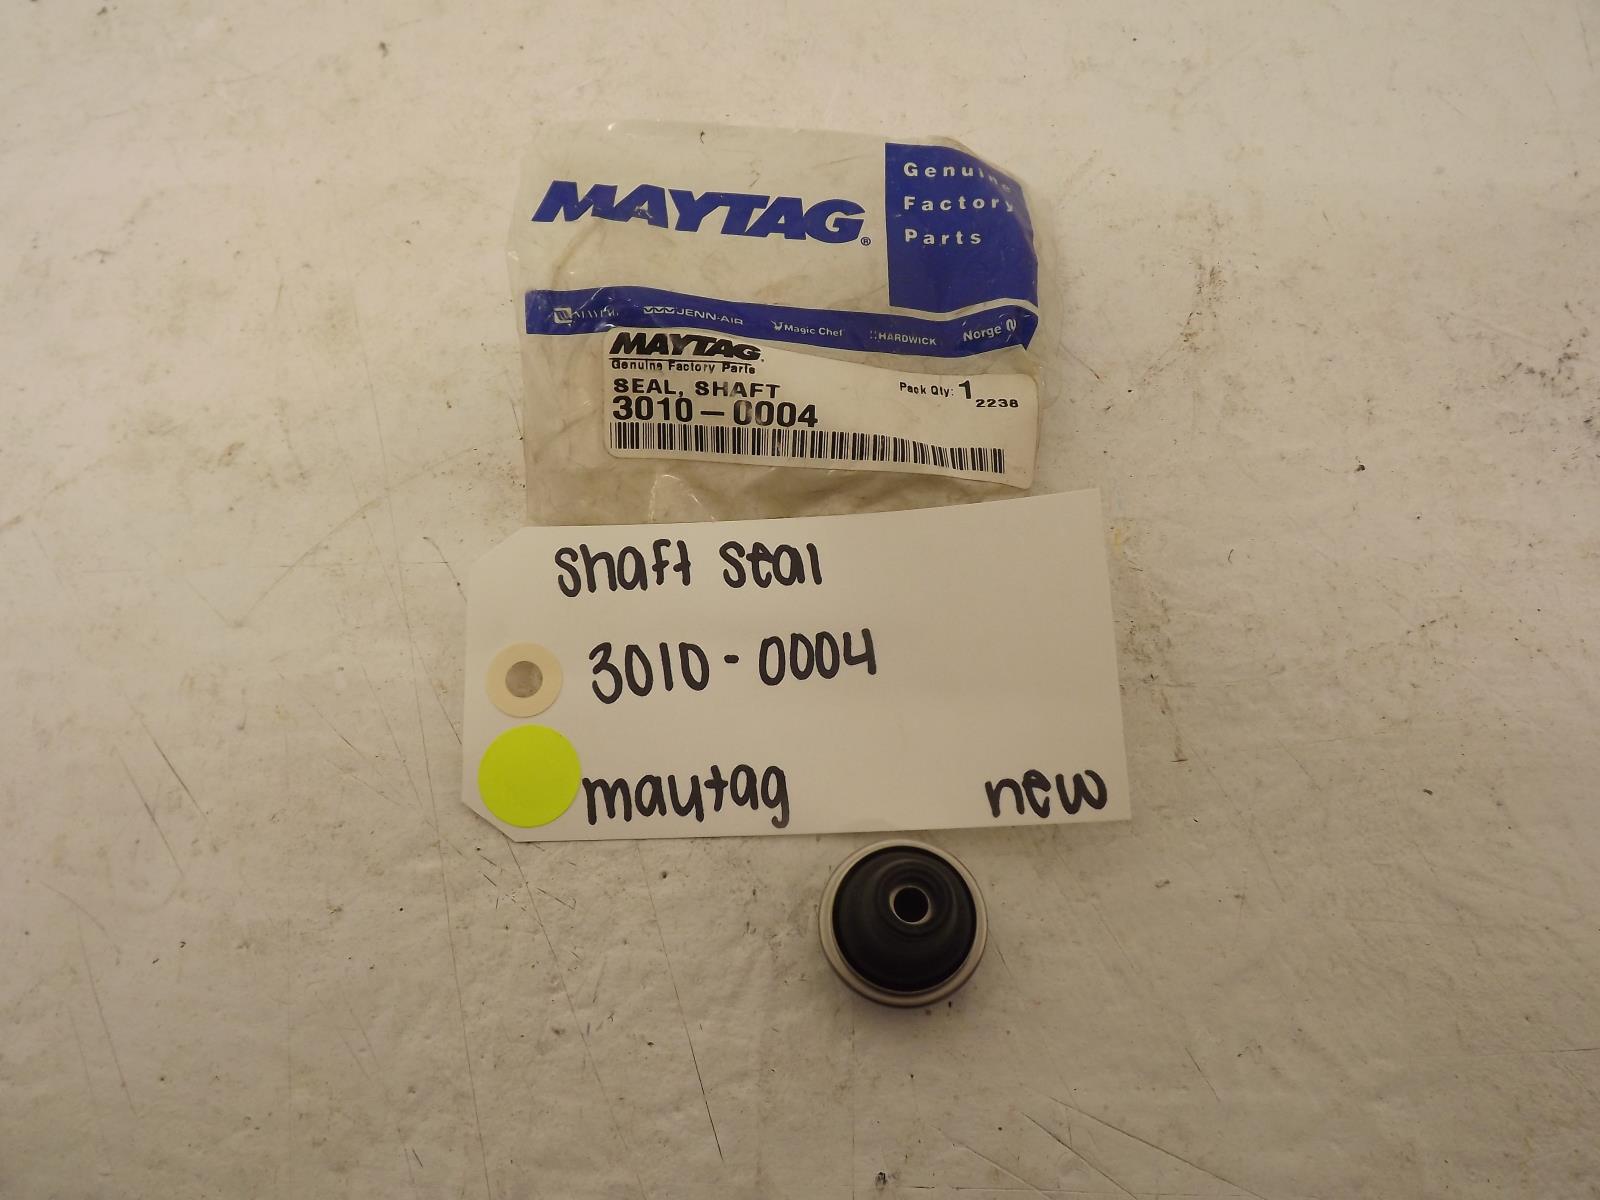 MAYTAG®
Genuine
Factory
Parts
JENN-AIR
Magic Chef
HARDWICK
Norge
MAYTAG
Genuine Factory Parts
SEAL, SHAFT
Pack Qty: 1
3010-0004
2238
shaft seal
3010-0004
maytag
new